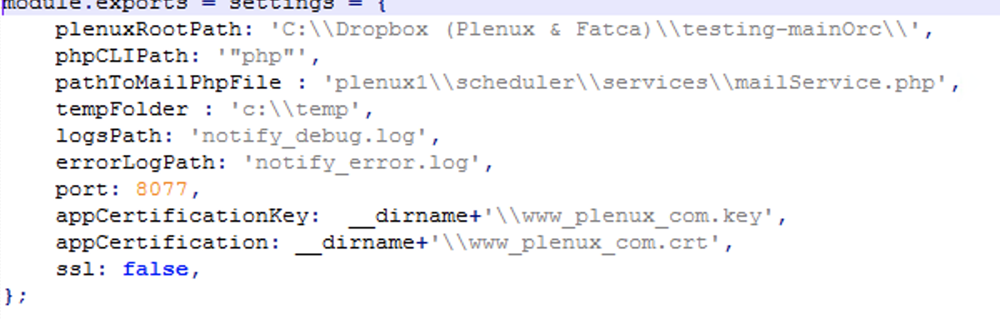 module.exports = settings = {
plenuxRootPath: 'C:\\Dropbox (Plenux & Fatca)\\testing-mainOrc\\',
phpCLIPath: '"php"',
pathToMailPhpFile : 'plenux1\\scheduler\\services\\mailService.php',
tempFolder : 'c:\\temp',
logsPath: 'notify_debug.log',
errorLogPath: 'notify_error.log',
port: 8077,
appCertificationKey:  __dirname+'\\www_plenux_com.key',
appCertification: __dirname+'\\www_plenux_com.crt',
ssl: false,
};